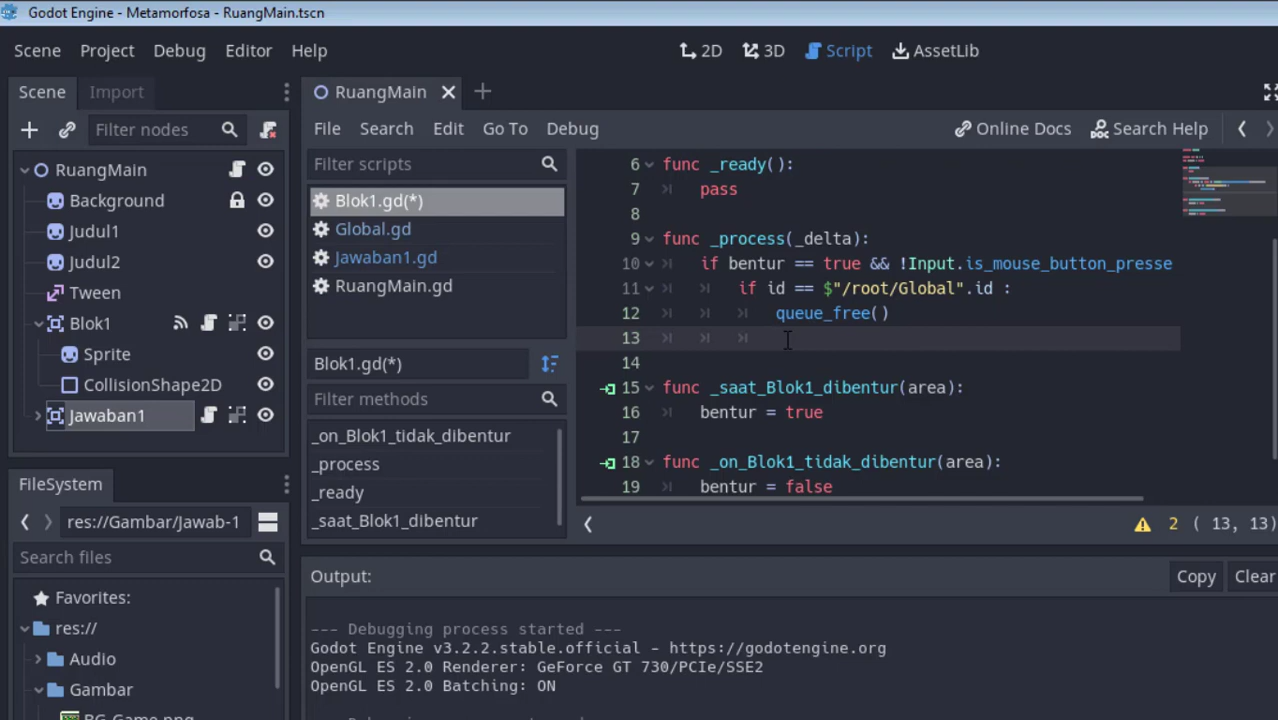 Godot Engine - Metamorfosa - RuangMain.tscn
Scene Project Debug Editor Help 2D 3D Script AssetLib
Scene Import
RuangMain
Filter nodes
File Search Edit Go To Debug Online Docs Search Help
RuangMain
Background
Judul1
Judul2
Tween
Blok1
Sprite
CollisionShape2D
Jawaban1
Filter scripts
Blok1.gd(*)
Global.gd
Jawaban1.gd
RuangMain.gd
Blok1.gd(*)
Filter methods
_on_Blok1_tidak_dibentur
_process
_ready
_saat_Blok1_dibentur
6 func _ready():
7 pass
8
9 func _process(_delta):
10 if bentur == true && !Input.is_mouse_button_presse
11 if id == $"/root/Global".id :
12 queue_free()
13
14
15 func _saat_Blok1_dibentur(area):
16 bentur = true
17
18 func _on_Blok1_tidak_dibentur(area):
19 bentur = false
2 ( 13, 13)
FileSystem
res://Gambar/Jawab-1
Search files
Favorites:
res://
Audio
Gambar
BG-Game.png
Output:
Copy Clear
--- Debugging process started ---
Godot Engine v3.2.2.stable.official - https://godotengine.org
OpenGL ES 2.0 Renderer: GeForce GT 730/PCIe/SSE2
OpenGL ES 2.0 Batching: ON